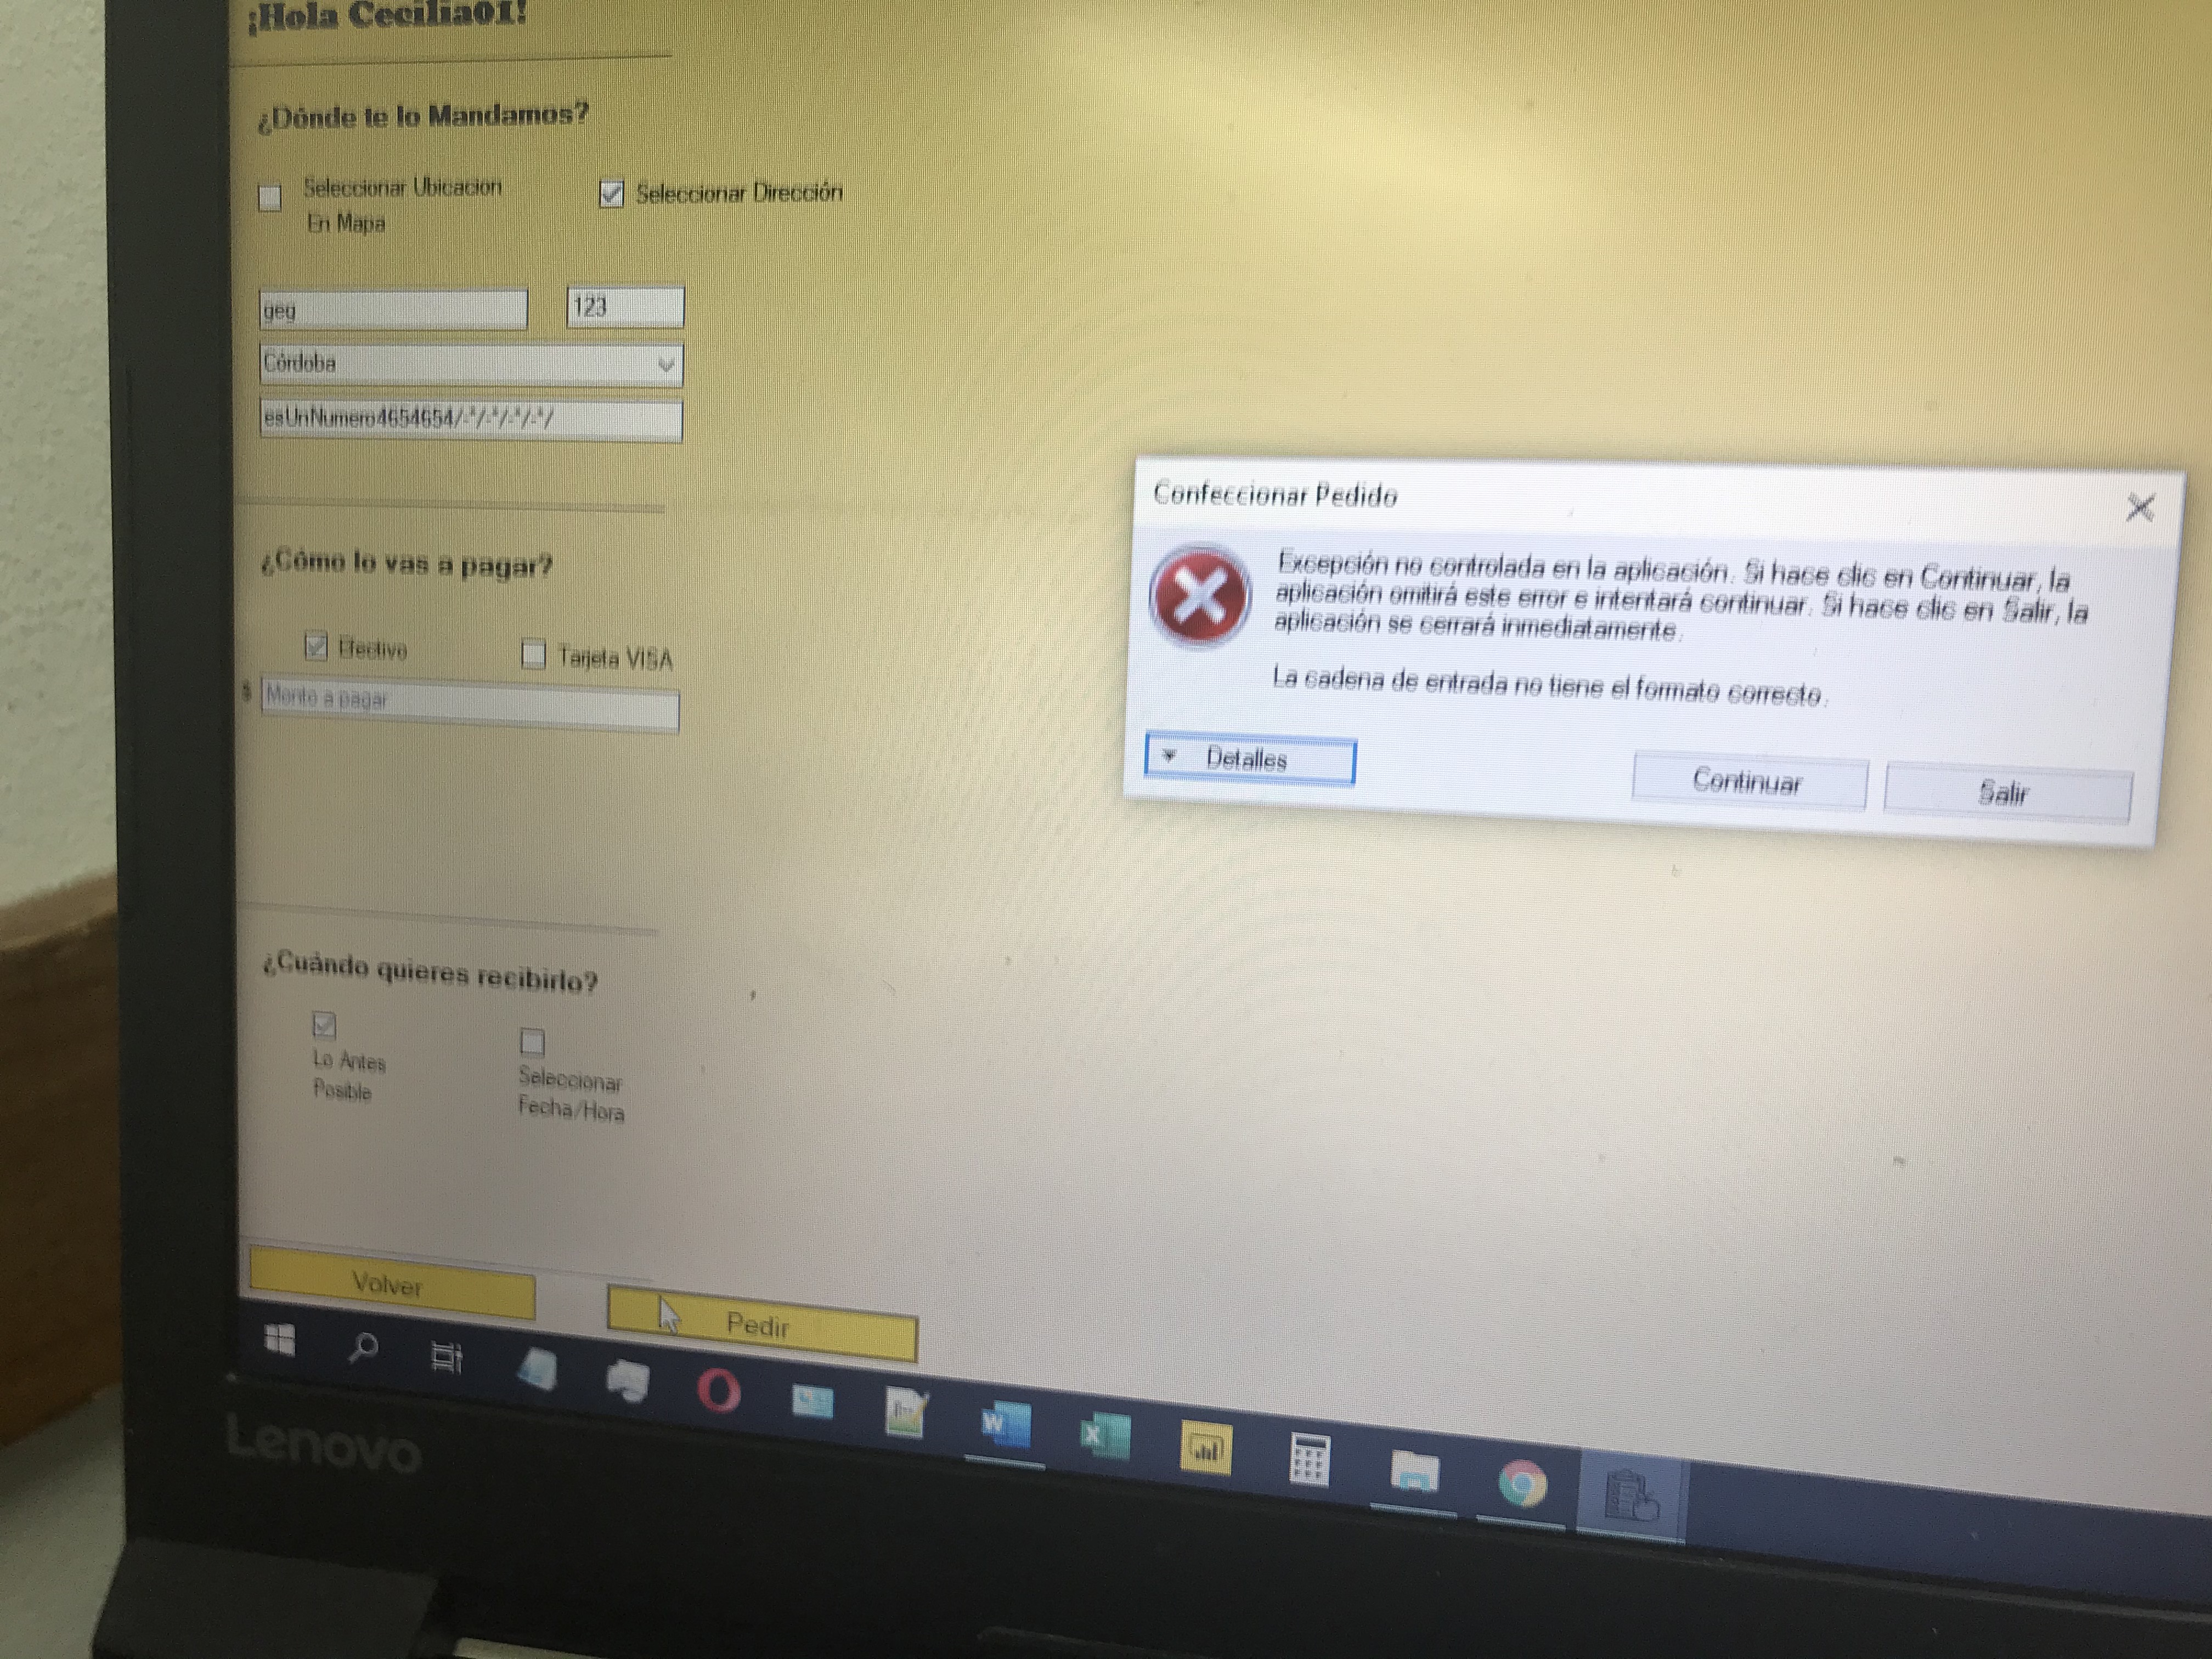 ¡Hola Cecilia01!
¿Dónde te lo Mandamos?
Seleccionar Ubicacion
En Mapa
Seleccionar Dirección
geg
123
Córdoba
esUnNumero4654654/-*/-*/-*/-*/
¿Cómo lo vas a pagar?
Efectivo
Tarjeta VISA
$
Monto a pagar
¿Cuándo quieres recibirlo?
Lo Antes
Posible
Seleccionar
Fecha/Hora
Volver
Pedir
Confeccionar Pedido
Excepción no controlada en la aplicación. Si hace clic en Continuar, la
aplicación omitirá este error e intentará continuar. Si hace clic en Salir, la
aplicación se cerrará inmediatamente.
La cadena de entrada no tiene el formato correcto.
Detalles
Continuar
Salir
Lenovo